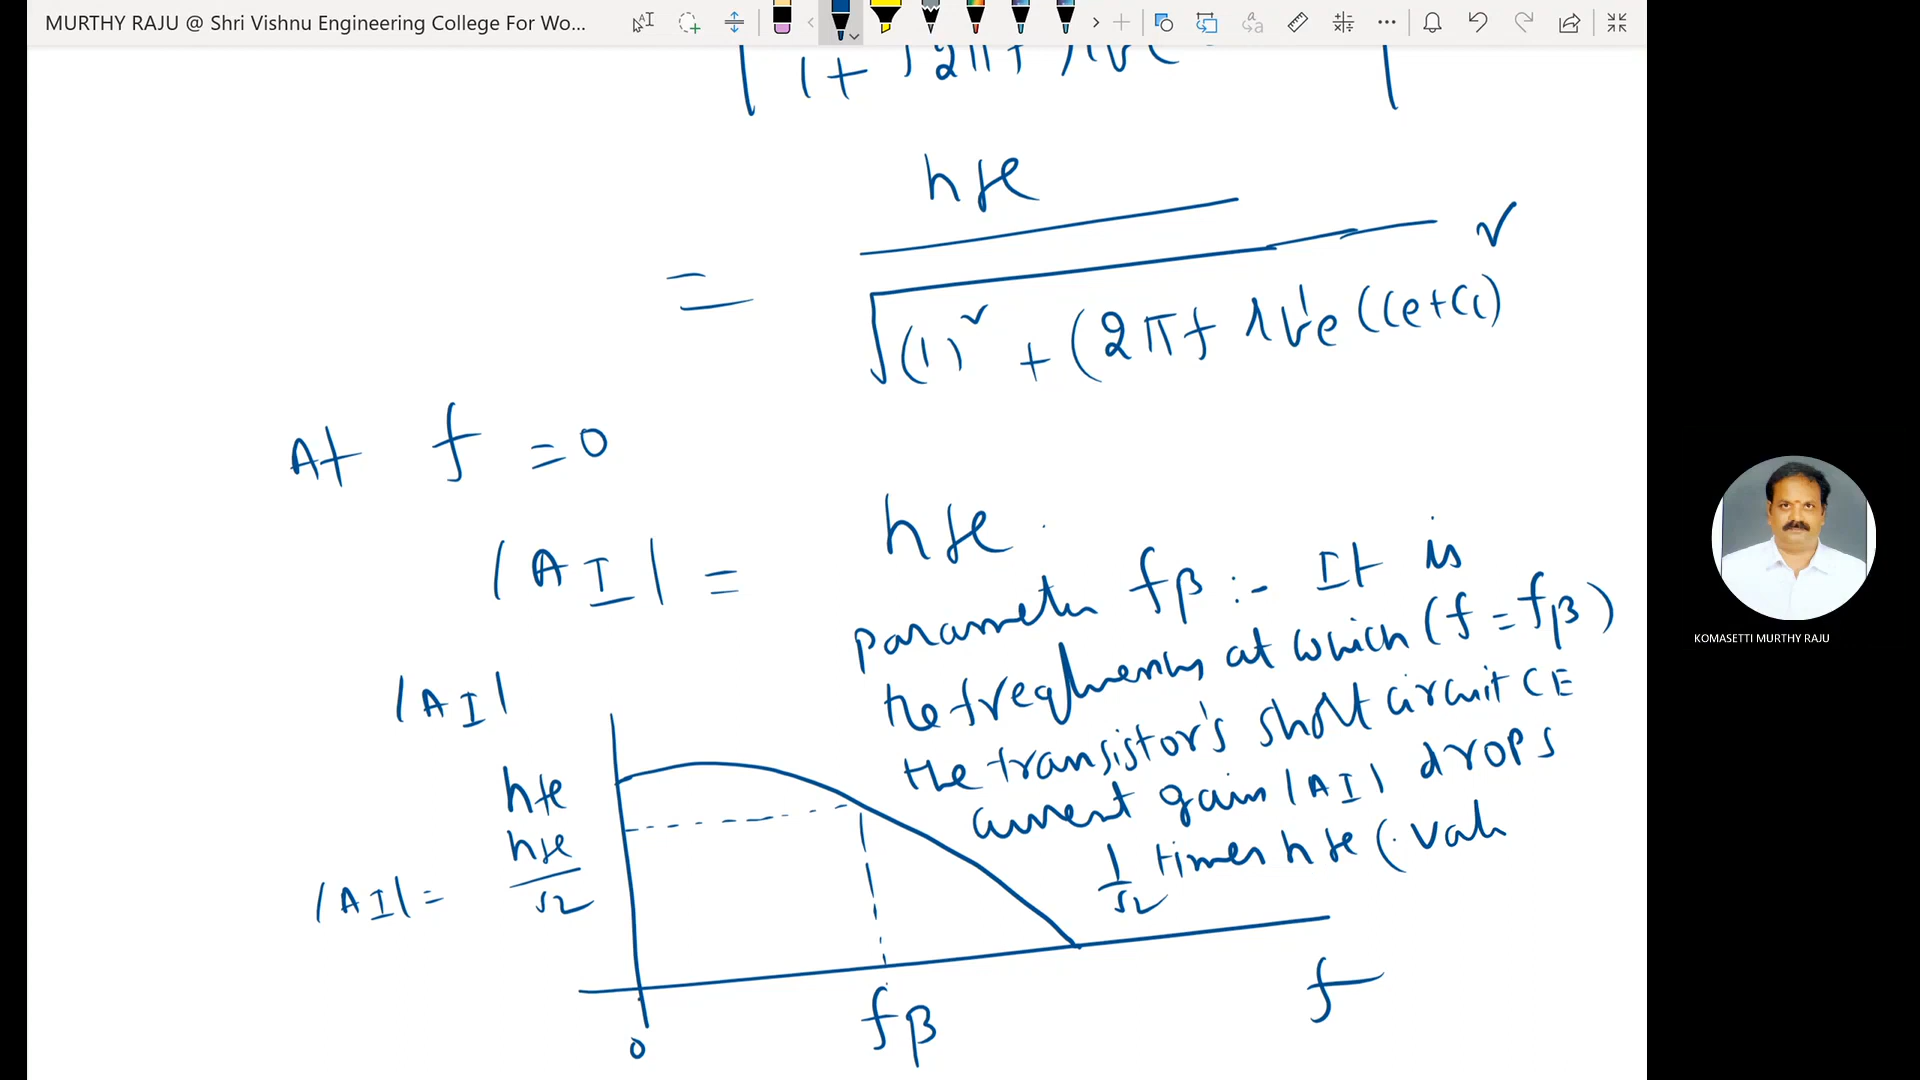 MURTHY RAJU @ Shri Vishnu Engineering College For Wo...
hfe
= √(1)² + (2πf rb'e (Ce+Cc)
At f = 0
|AI| = hfe
parameter fβ :- It is
the frequency at which (f = fβ)
the transistor's short circuit CE
current gain |AI| drops
1/√2 times hfe (
|AI|
hfe
|AI| = hfe/√2
0
fβ
f
KOMASETTI MURTHY RAJU